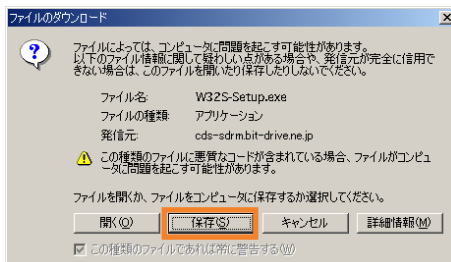 ファイルのダウンロード
ファイルによっては、コンピュータに問題を起こす可能性があります。
以下のファイル情報に関して疑わしい点がある場合や、発信元が完全に信用で
きない場合は、このファイルを開いたり保存したりしないでください。
ファイル名: W32S-Setup.exe
ファイルの種類: アプリケーション
発信元: cds-sdrm.bit-drive.ne.jp
この種類のファイルに悪質なコードが含まれている場合、ファイルがコンピュ
ータに問題を起こす可能性があります。
ファイルを開くか、ファイルをコンピュータに保存するか選択してください。
開く(O) 保存(S) キャンセル 詳細情報(M)
この種類のファイルであれば常に警告する(W)